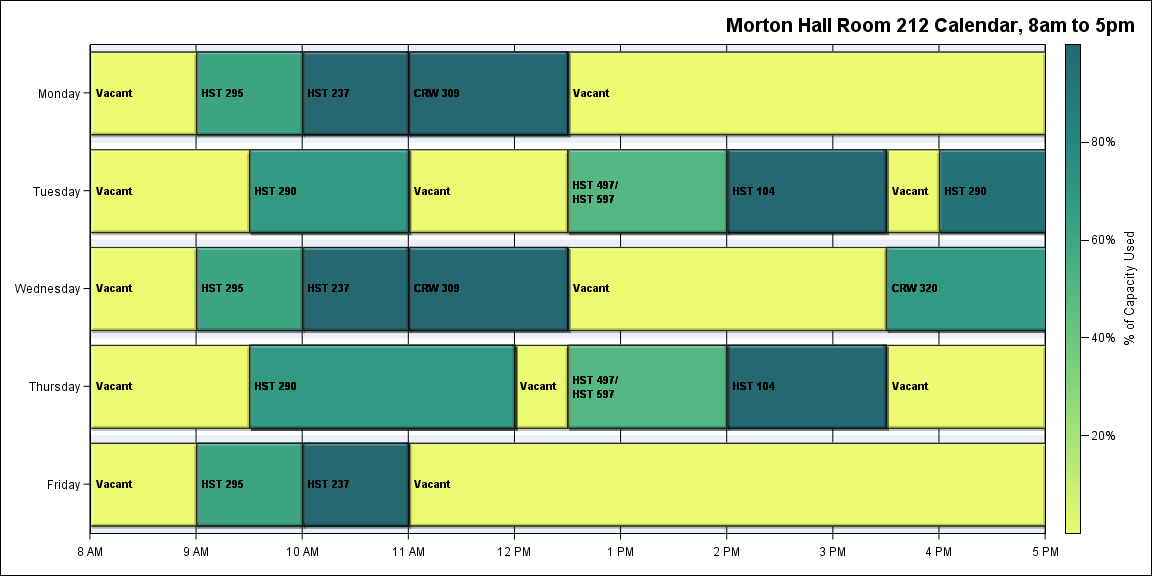 Morton Hall Room 212 Calendar, 8am to 5pm
Monday
Vacant
HST 295
HST 237
CRW 309
Vacant
Tuesday
Vacant
HST 290
Vacant
HST 497/
HST 597
HST 104
Vacant
HST 290
Wednesday
Vacant
HST 295
HST 237
CRW 309
Vacant
CRW 320
Thursday
Vacant
HST 290
Vacant
HST 497/
HST 597
HST 104
Vacant
Friday
Vacant
HST 295
HST 237
Vacant
8 AM
9 AM
10 AM
11 AM
12 PM
1 PM
2 PM
3 PM
4 PM
5 PM
80%
60%
40%
20%
% of Capacity Used